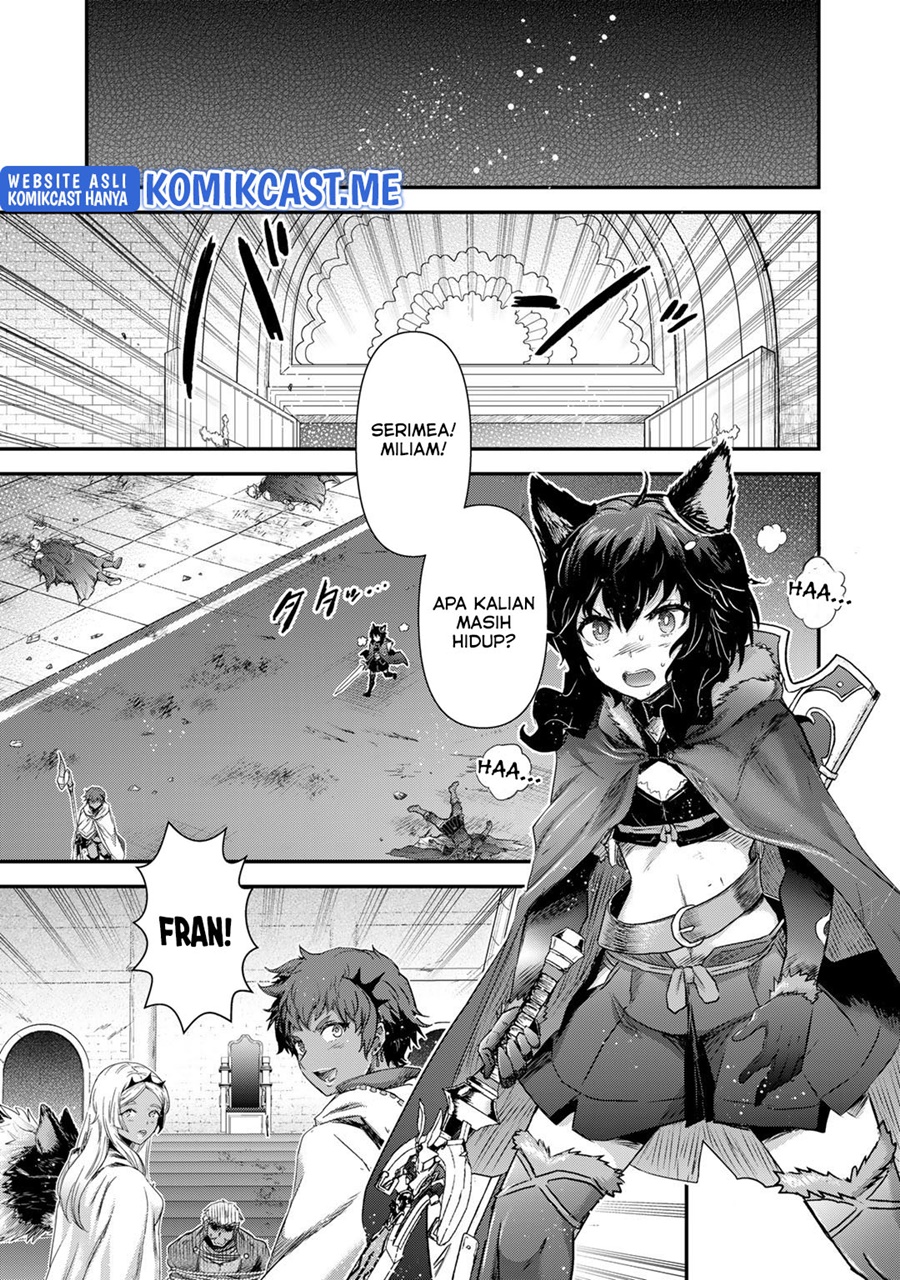 WEBSITE ASLI
KOMIKCAST HANYA
KOMIKCAST.ME
バン
SERIMEA!
MILIAM!
APA KALIAN
MASIH
HIDUP?
HAA...
タタッ...
HAA...
FRAN!